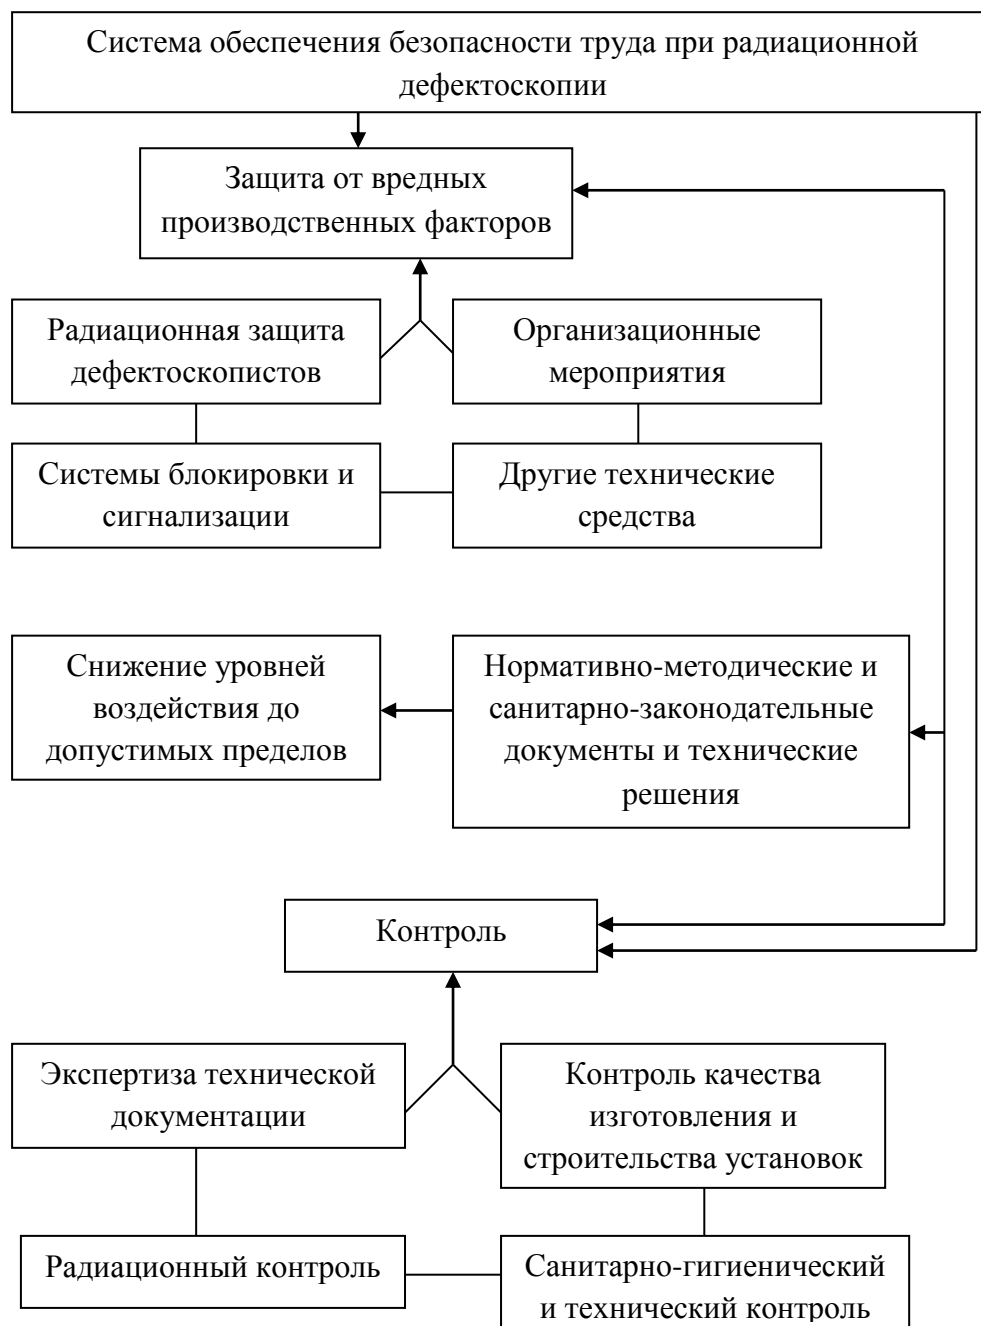 Система обеспечения безопасности труда при радиационной
дефектоскопии
Защита от вредных
производственных факторов
Радиационная защита
дефектоскопистов
Организационные
мероприятия
Системы блокировки и
сигнализации
Другие технические
средства
Снижение уровней
воздействия до
допустимых пределов
Нормативно-методические и
санитарно-законодательные
документы и технические
решения
Контроль
Экспертиза технической
документации
Контроль качества
изготовления и
строительства установок
Радиационный контроль
Санитарно-гигиенический
и технический контроль